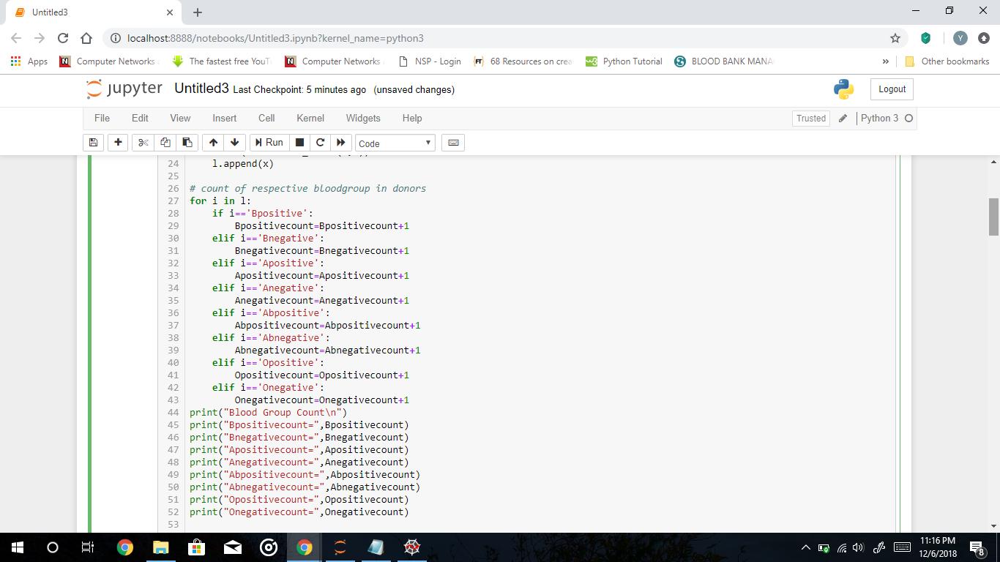 Untitled3
localhost:8888/notebooks/Untitled3.ipynb?kernel_name=python3
Y
Apps Computer Networks The fastest free YouT Computer Networks NSP - Login 68 Resources on crea Python Tutorial BLOOD BANK MANA » Other bookmarks
jupyter Untitled3 Last Checkpoint: 5 minutes ago (unsaved changes) Logout
File Edit View Insert Cell Kernel Widgets Help Trusted Python 3
Run Code
24 l.append(x)
25
26 # count of respective bloodgroup in donors
27 for i in l:
28 if i=='Bpositive':
29 Bpositivecount=Bpositivecount+1
30 elif i=='Bnegative':
31 Bnegativecount=Bnegativecount+1
32 elif i=='Apositive':
33 Apositivecount=Apositivecount+1
34 elif i=='Anegative':
35 Anegativecount=Anegativecount+1
36 elif i=='Abpositive':
37 Abpositivecount=Abpositivecount+1
38 elif i=='Abnegative':
39 Abnegativecount=Abnegativecount+1
40 elif i=='Opositive':
41 Opositivecount=Opositivecount+1
42 elif i=='Onegative':
43 Onegativecount=Onegativecount+1
44 print("Blood Group Count\n")
45 print("Bpositivecount=",Bpositivecount)
46 print("Bnegativecount=",Bnegativecount)
47 print("Apositivecount=",Apositivecount)
48 print("Anegativecount=",Anegativecount)
49 print("Abpositivecount=",Abpositivecount)
50 print("Abnegativecount=",Abnegativecount)
51 print("Opositivecount=",Opositivecount)
52 print("Onegativecount=",Onegativecount)
53
11:16 PM
12/6/2018
8